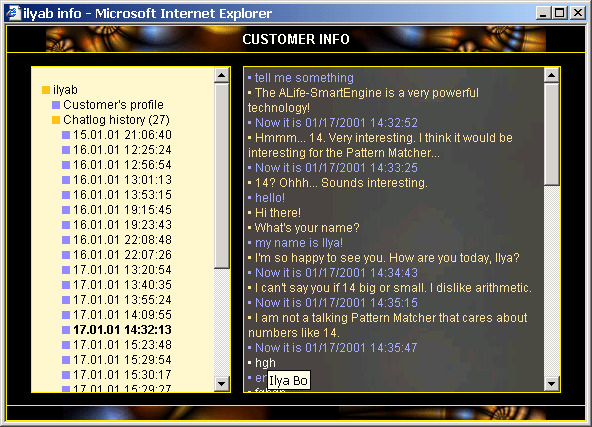 ilyab info - Microsoft Internet Explorer
CUSTOMER INFO
ilyab
Customer's profile
Chatlog history (27)
15.01.01 21:06:40
16.01.01 12:25:24
16.01.01 12:56:54
16.01.01 13:01:13
16.01.01 13:53:15
16.01.01 19:15:45
16.01.01 19:23:43
16.01.01 22:08:48
16.01.01 22:07:26
17.01.01 13:20:54
17.01.01 13:40:35
17.01.01 13:55:24
17.01.01 14:09:55
17.01.01 14:32:13
17.01.01 15:23:48
17.01.01 15:29:54
17.01.01 15:30:17
17.01.01 15:29:27
• tell me something
• The ALife-SmartEngine is a very powerful
technology!
• Now it is 01/17/2001 14:32:52
• Hmmm... 14. Very interesting. I think it would be
interesting for the Pattern Matcher...
• Now it is 01/17/2001 14:33:25
• 14? Ohhh... Sounds interesting.
• hello!
• Hi there!
• What's your name?
• my name is Ilya!
• I'm so happy to see you. How are you today, Ilya?
• Now it is 01/17/2001 14:34:43
• I can't say you if 14 big or small. I dislike arithmetic.
• Now it is 01/17/2001 14:35:15
• I am not a talking Pattern Matcher that cares about
numbers like 14.
• Now it is 01/17/2001 14:35:47
• hgh
Ilya Bo